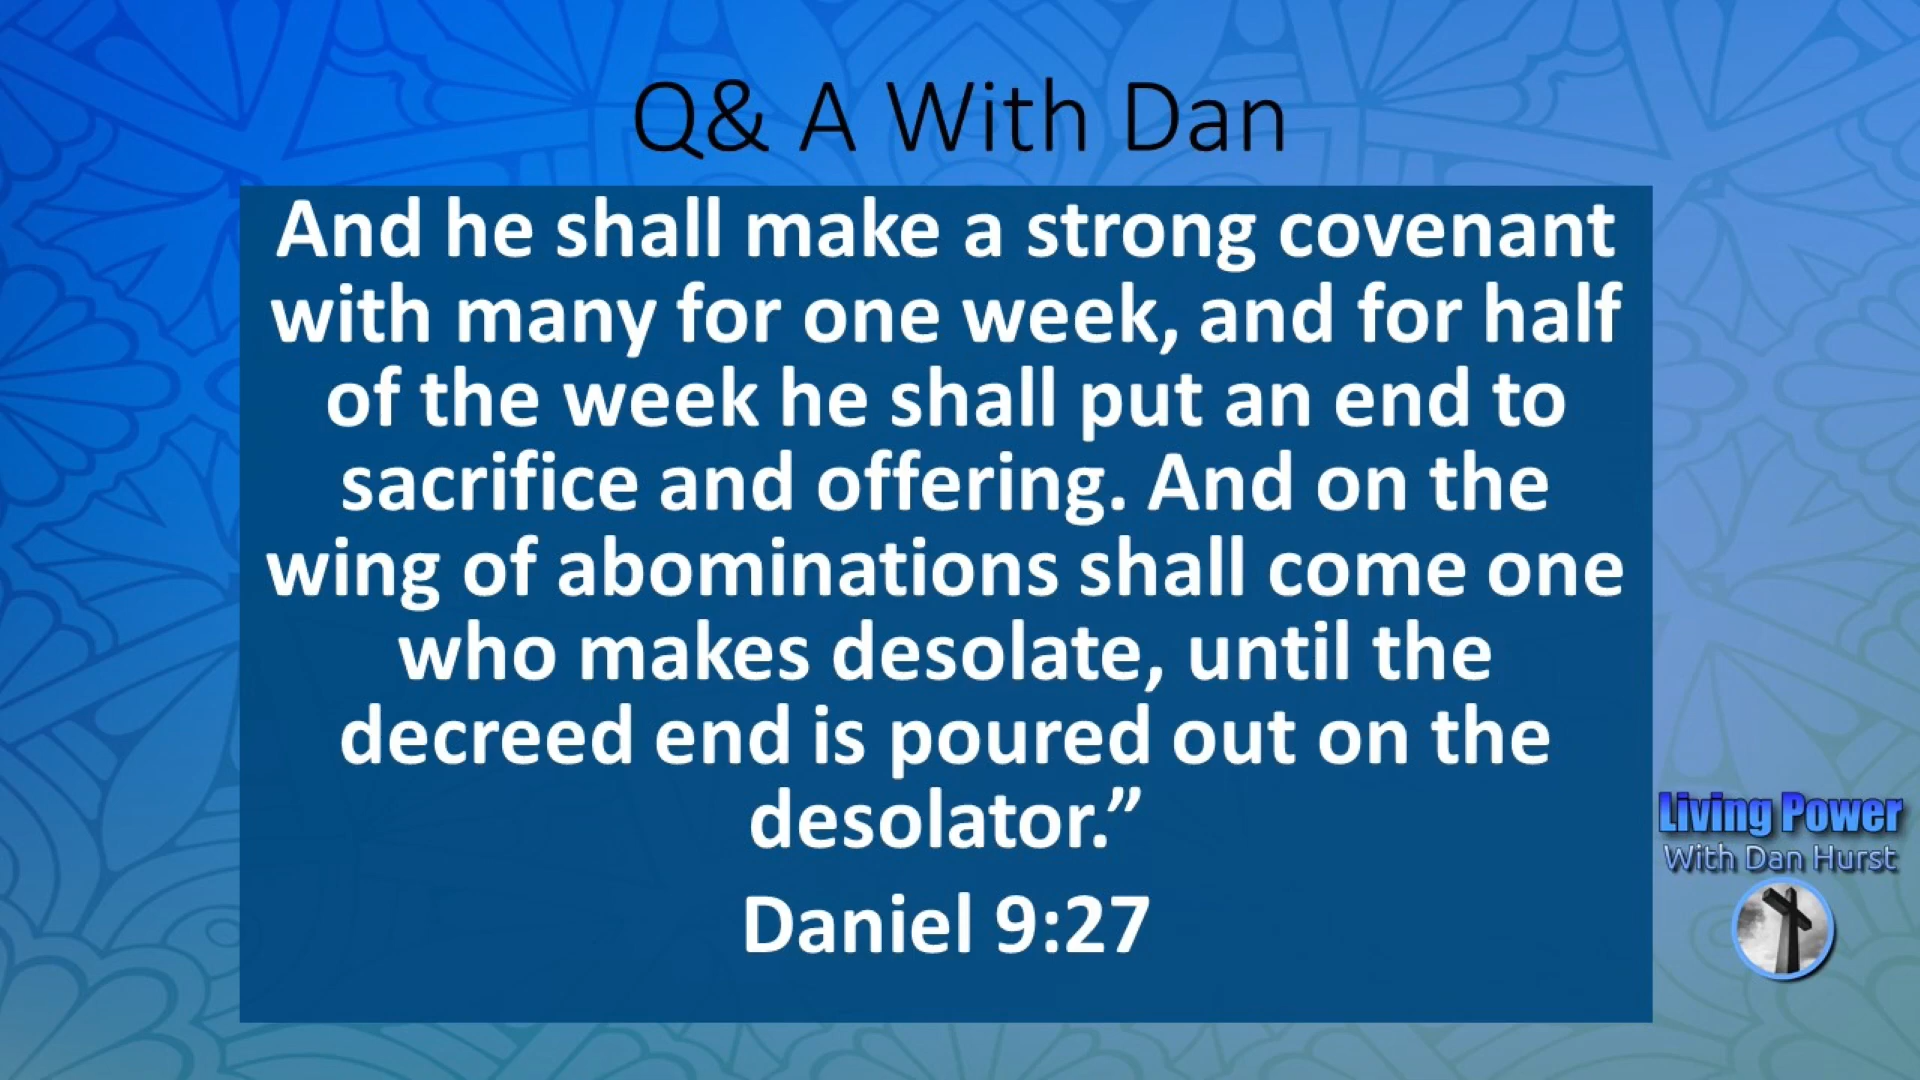 Q& A With Dan
And he shall make a strong covenant
with many for one week, and for half
of the week he shall put an end to
sacrifice and offering. And on the
wing of abominations shall come one
who makes desolate, until the
decreed end is poured out on the
desolator.”
Daniel 9:27
Living Power
With Dan Hurst